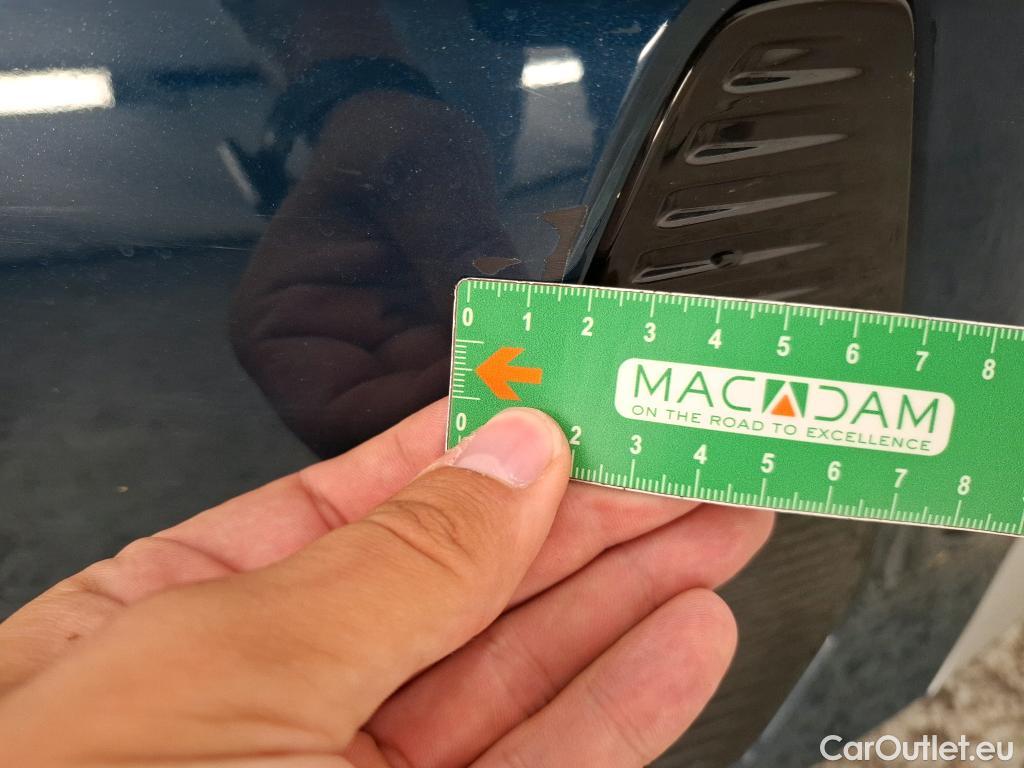 0 1 2 3 4 5 6 7 8
MACADAM
ON THE ROAD TO EXCELLENCE
0 2 3 4 5 6 7 8
CarOutlet.eu